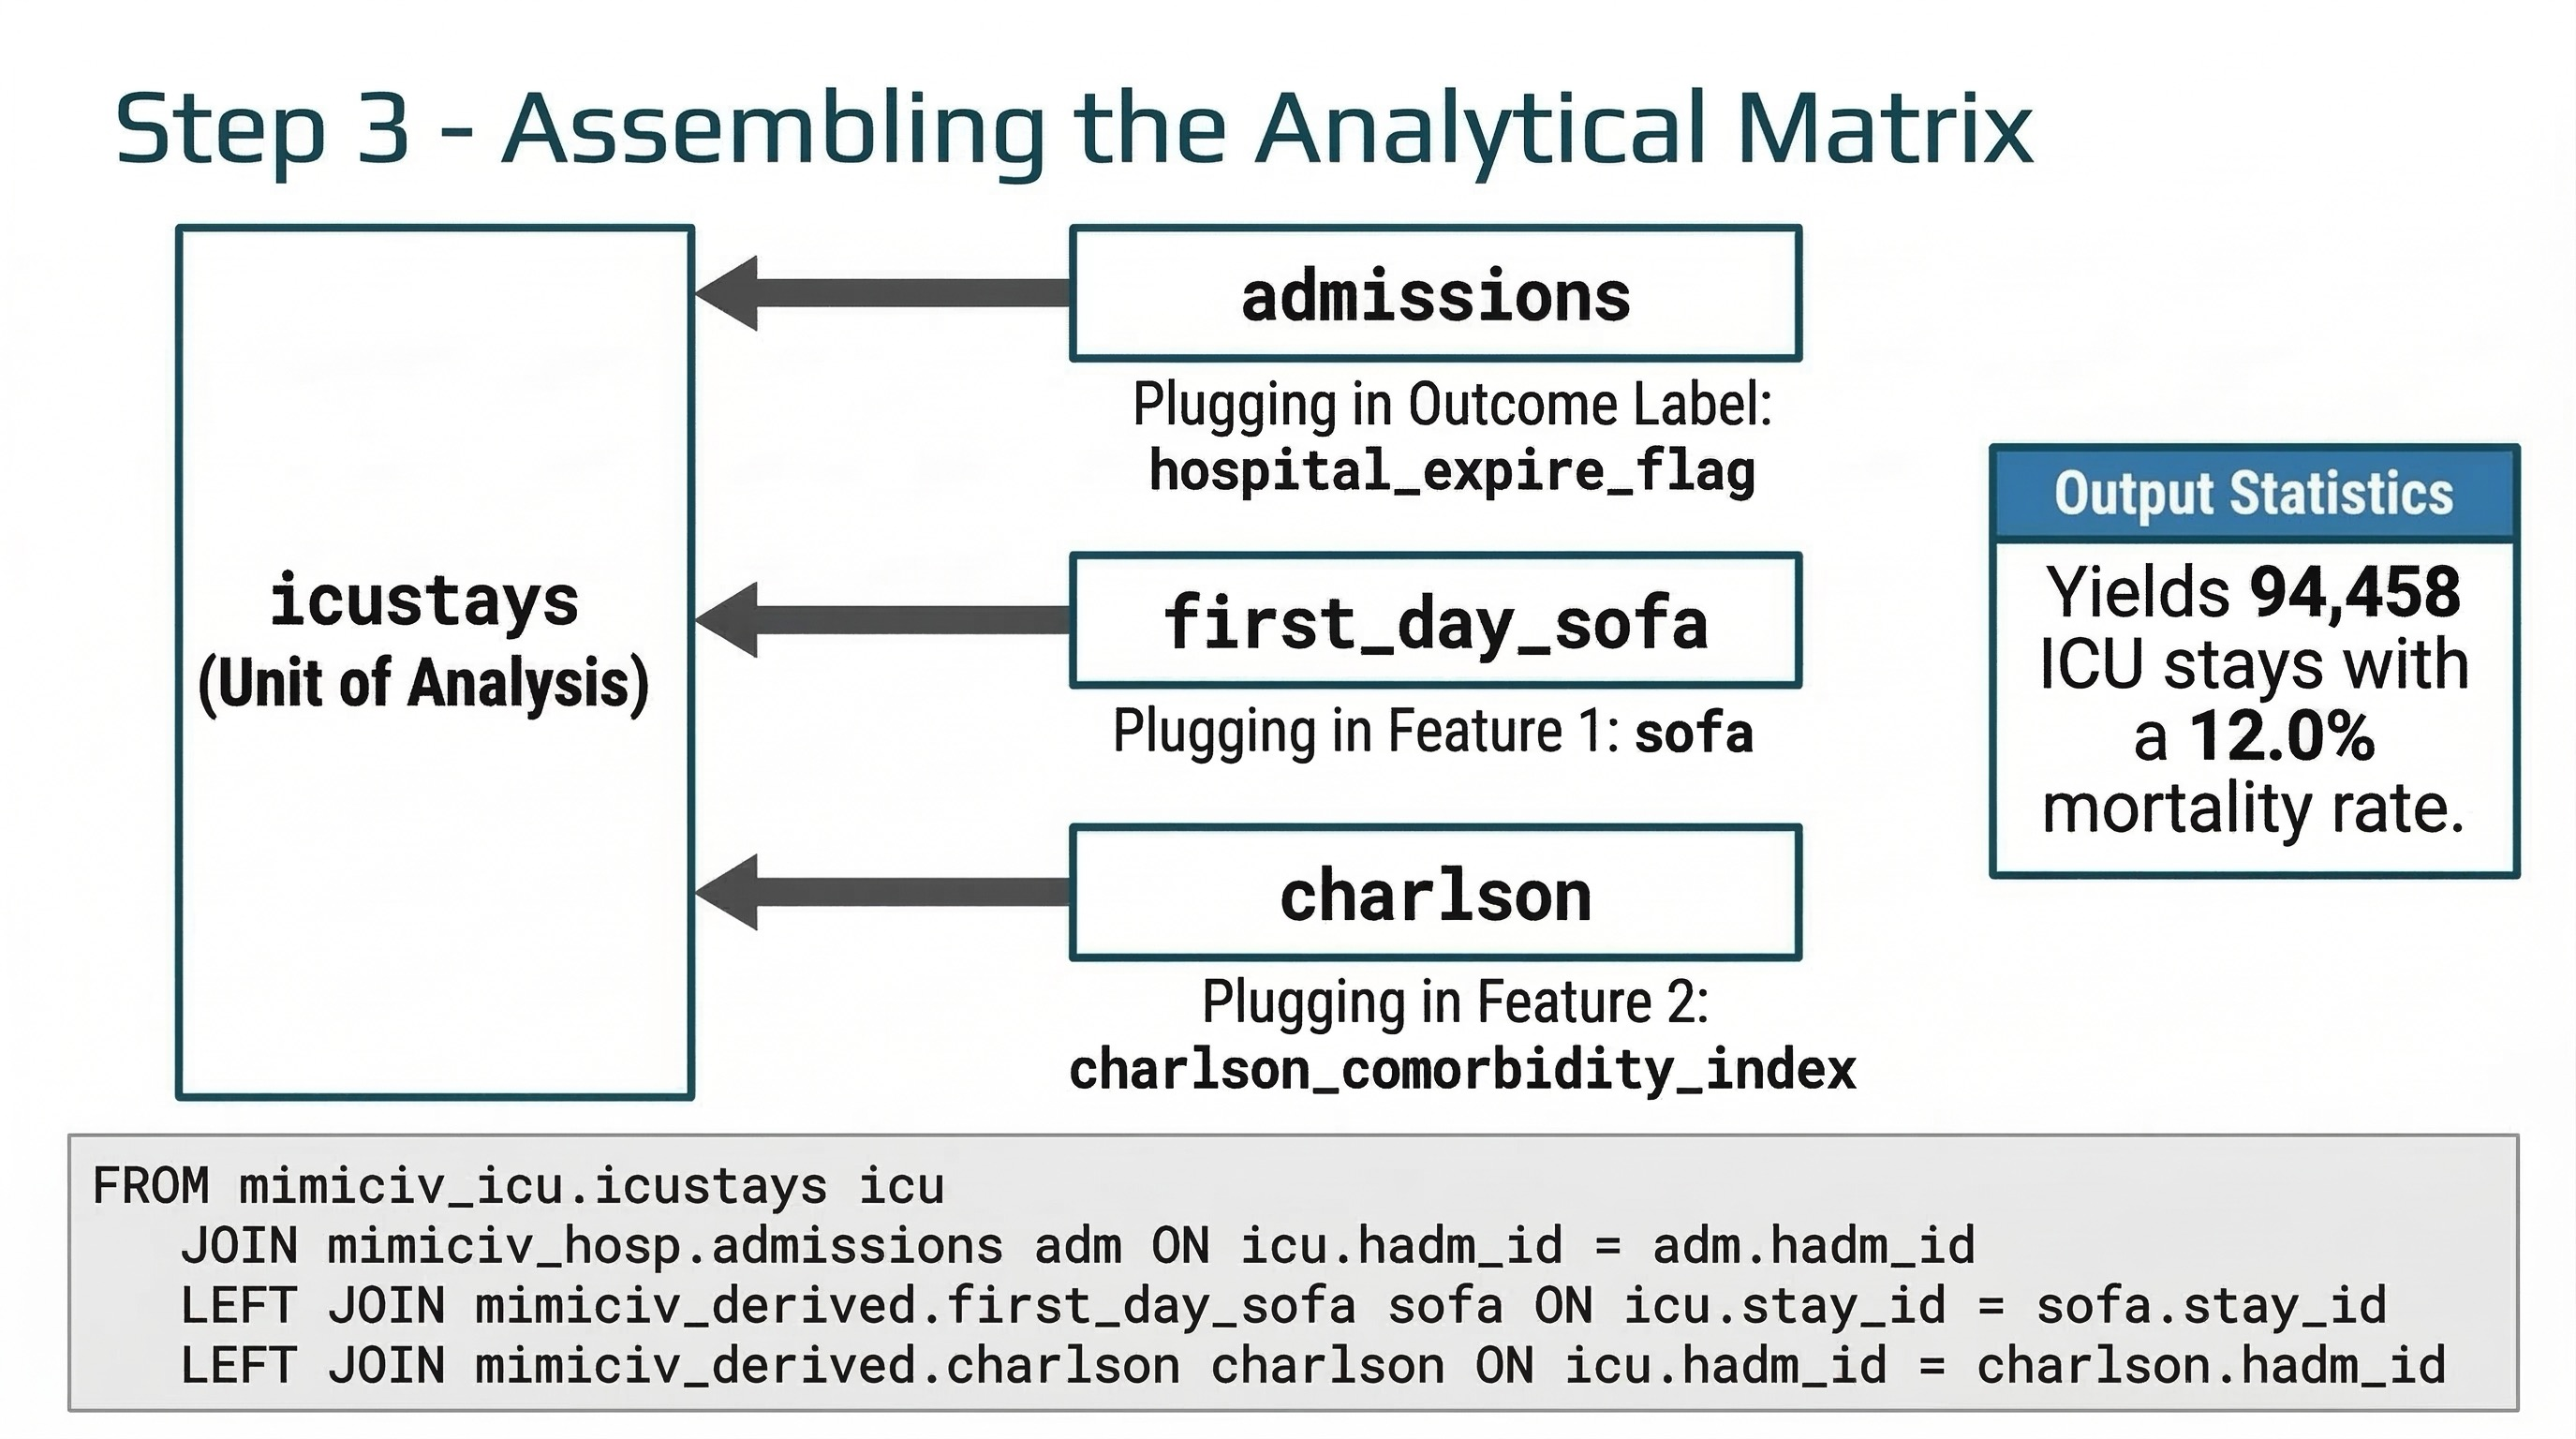 Step 3 - Assembling the Analytical Matrix
icustays
(Unit of Analysis)
admissions
Plugging in Outcome Label:
hospital_expire_flag
first_day_sofa
Plugging in Feature 1: sofa
charlson
Plugging in Feature 2:
charlson_comorbidity_index
Output Statistics
Yields 94,458
ICU stays with
a 12.0%
mortality rate.
FROM mimiciv_icu.icustays icu
JOIN mimiciv_hosp.admissions adm ON icu.hadm_id = adm.hadm_id
LEFT JOIN mimiciv_derived.first_day_sofa sofa ON icu.stay_id = sofa.stay_id
LEFT JOIN mimiciv_derived.charlson charlson ON icu.hadm_id = charlson.hadm_id